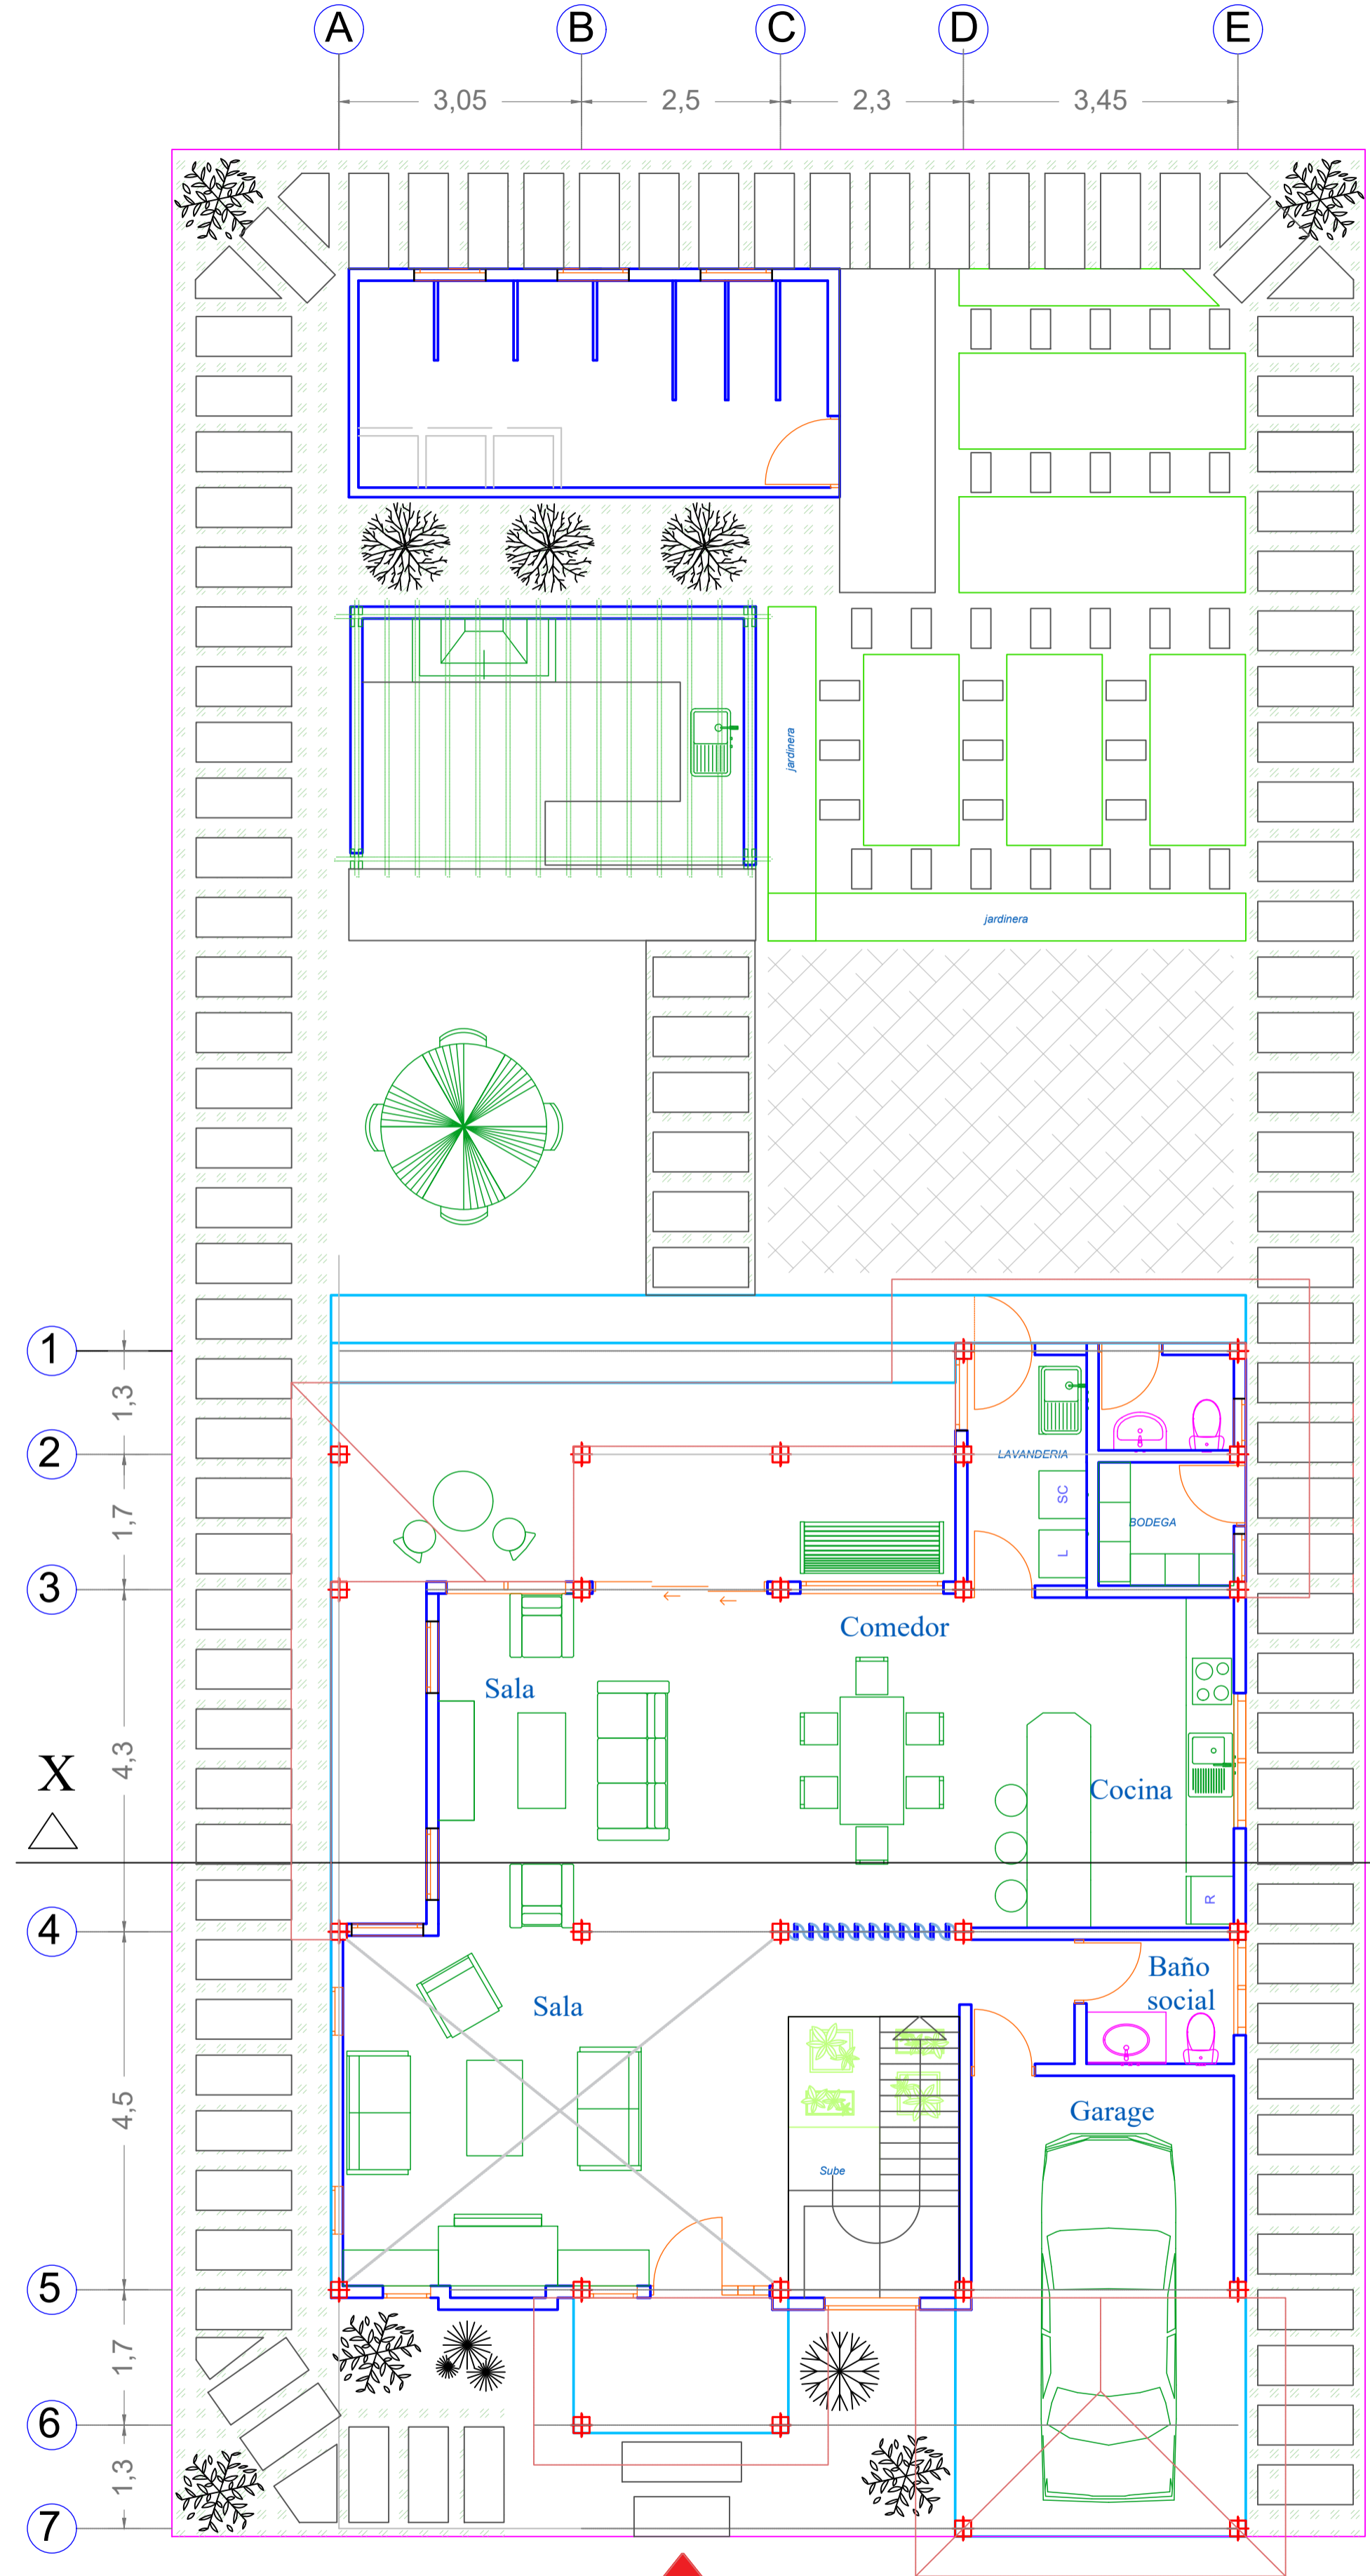 A B C D E
3,05 2,5 2,3 3,45
jardinera
jardinera
1
1,3
2
LAVANDERIA
SC
1,7
BODEGA
L
3
Comedor
Sala
4,3
X
Cocina
R
4
Baño
social
Sala
4,5
Garage
Sube
5
1,7
6
1,3
7